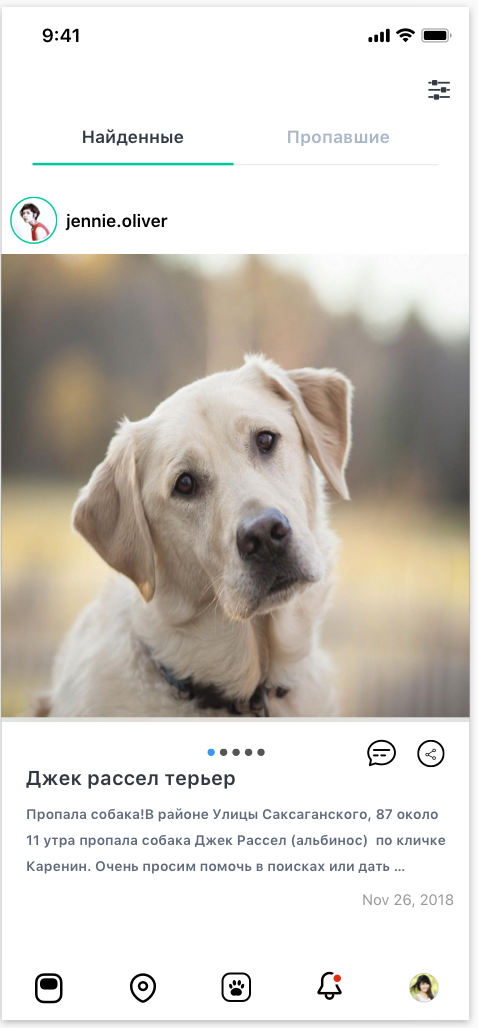 9:41
Найденные Пропавшие
jennie.oliver
Джек рассел терьер
Пропала собака!В районе Улицы Саксаганского, 87 около
11 утра пропала собака Джек Рассел (альбинос)  по кличке
Каренин. Очень просим помочь в поисках или дать ...
Nov 26, 2018